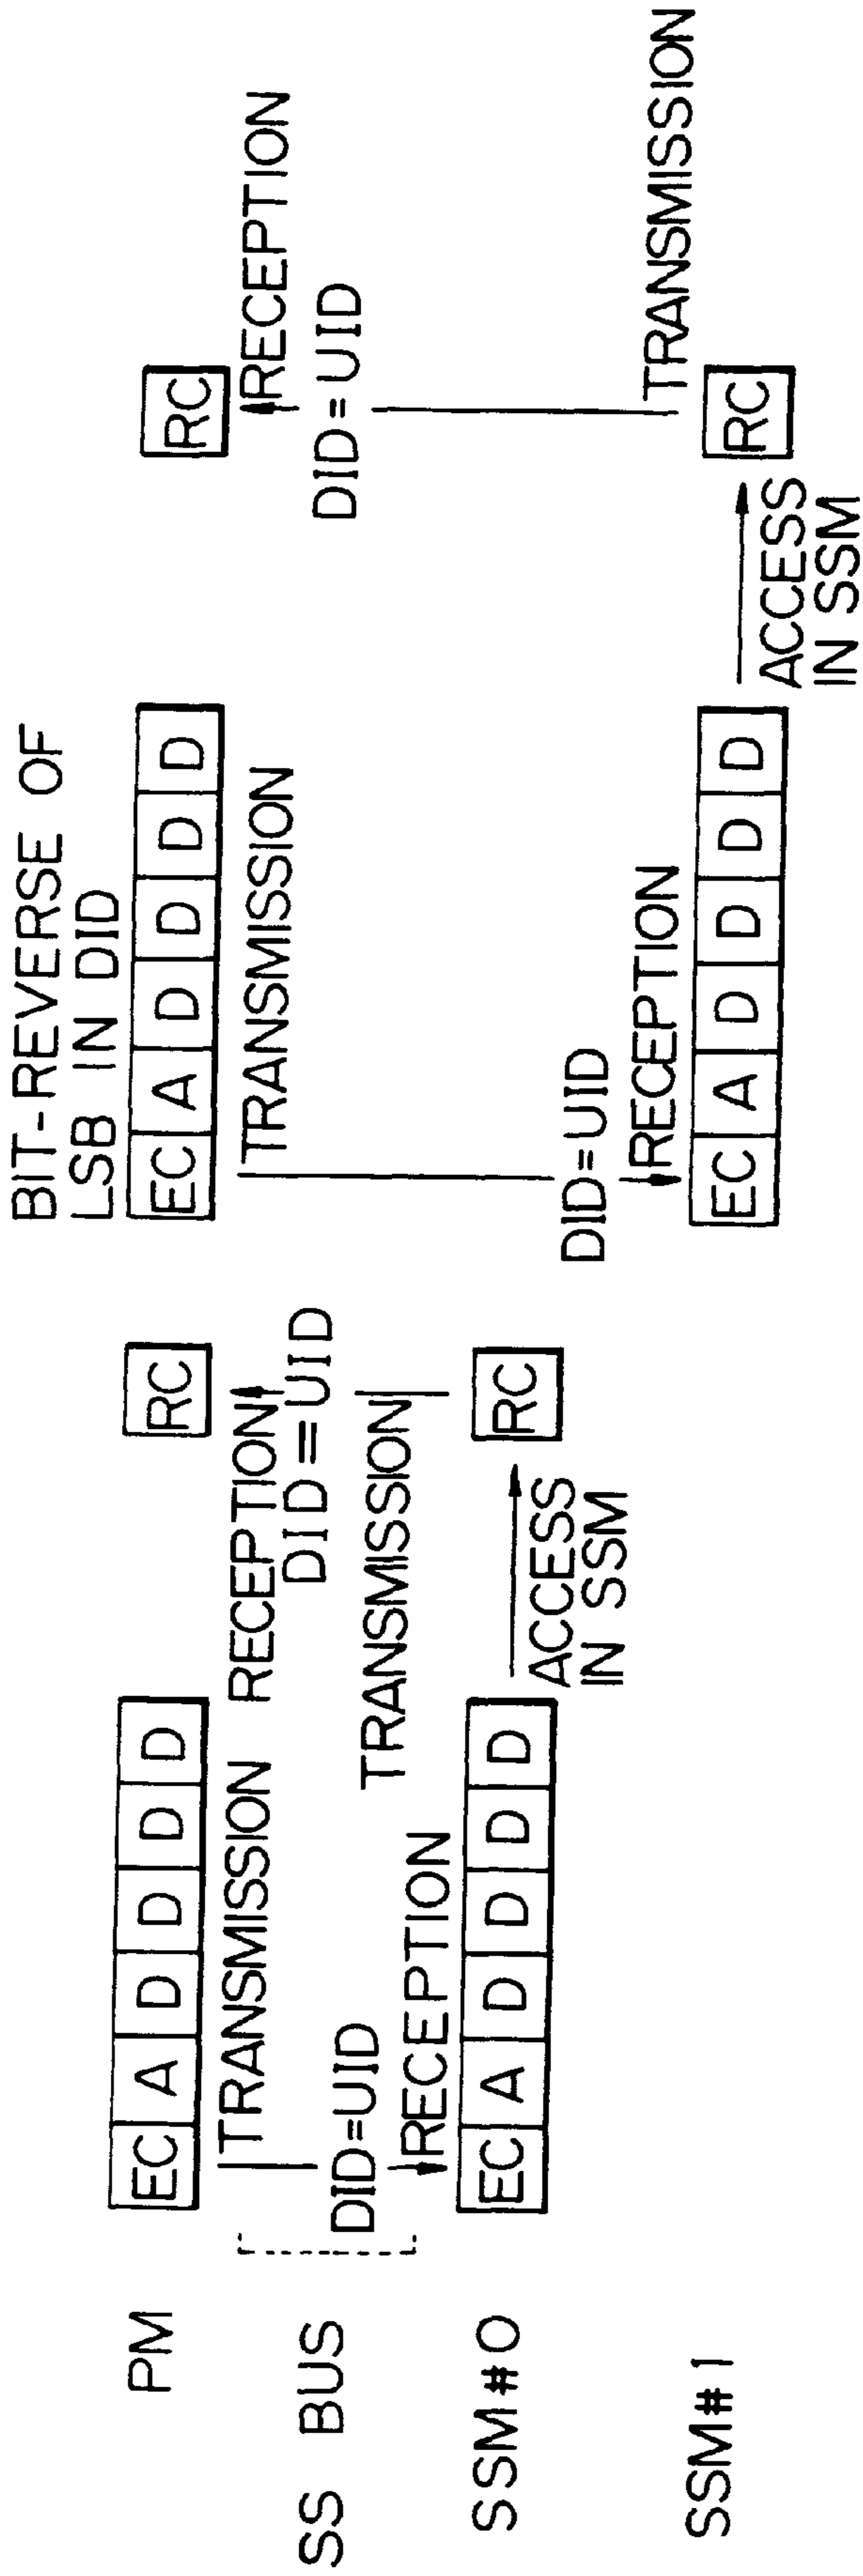 BIT-REVERSE OF
LSB IN DID
PM
EC A D D D D
RC
EC A D D D D
RC
TRANSMISSION
RECEPTION
TRANSMISSION
RECEPTION
SS BUS
DID=UID
DID=UID
TRANSMISSION
DID=UID
RECEPTION
SSM#0
EC A D D D D
RC
ACCESS
IN SSM
DID=UID
RECEPTION
TRANSMISSION
SSM#1
EC A D D D D
RC
ACCESS
IN SSM